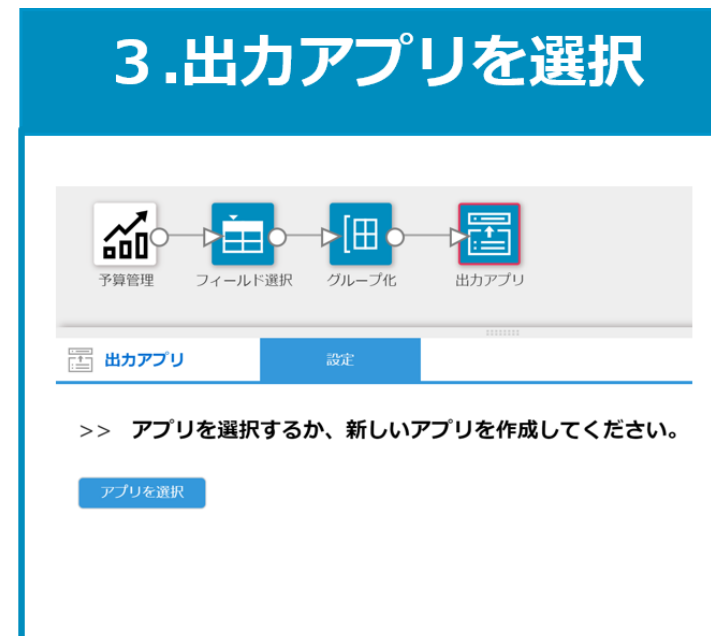 ３.出力アプリを選択
予算管理 フィールド選択 グループ化 出力アプリ
出力アプリ 設定
>> アプリを選択するか、新しいアプリを作成してください。
アプリを選択